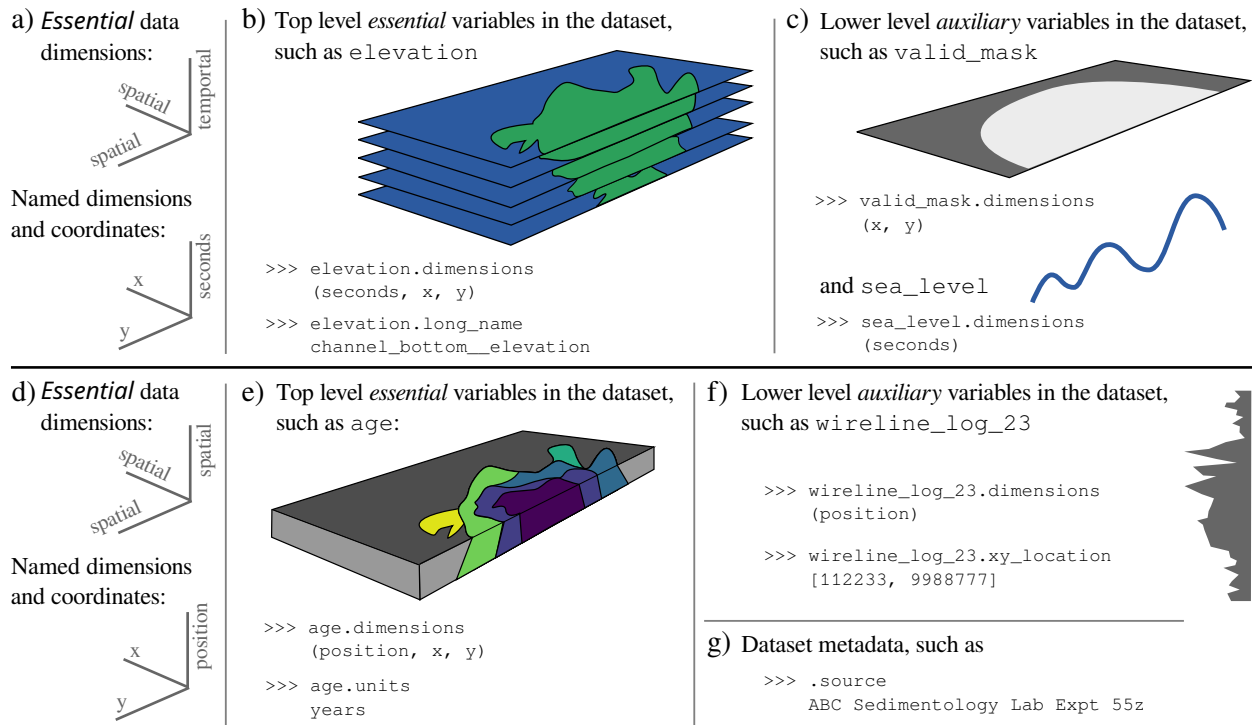 a) Essential data
dimensions:
spatial
spatial
temporal
Named dimensions
and coordinates:
x
y
seconds
b) Top level essential variables in the dataset,
such as elevation
>>> elevation.dimensions
(seconds, x, y)
>>> elevation.long_name
channel_bottom__elevation
c) Lower level auxiliary variables in the dataset,
such as valid_mask
>>> valid_mask.dimensions
(x, y)
and sea_level
>>> sea_level.dimensions
(seconds)
d) Essential data
dimensions:
spatial
spatial
spatial
Named dimensions
and coordinates:
x
y
position
e) Top level essential variables in the dataset,
such as age:
>>> age.dimensions
(position, x, y)
>>> age.units
years
f) Lower level auxiliary variables in the dataset,
such as wireline_log_23
>>> wireline_log_23.dimensions
(position)
>>> wireline_log_23.xy_location
[112233, 9988777]
g) Dataset metadata, such as
>>> .source
ABC Sedimentology Lab Expt 55z